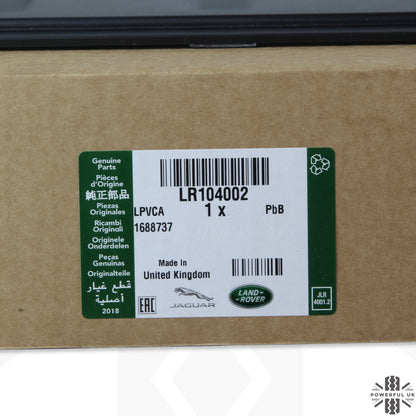 Genuine
Parts
Pièces
d'Origine
純正部品
Piezas
Originales
Ricambi
Originali
Originele
Onderdelen
Peças
Genuinas
Originalteile
قطع غيار
أصلية
2018
LR104002
LPVCA
1 x
PbB
1688737
Made In
United Kingdom
EAC
JAGUAR
LAND-
ROVER
JLR
4001.2
POWERFUL UK